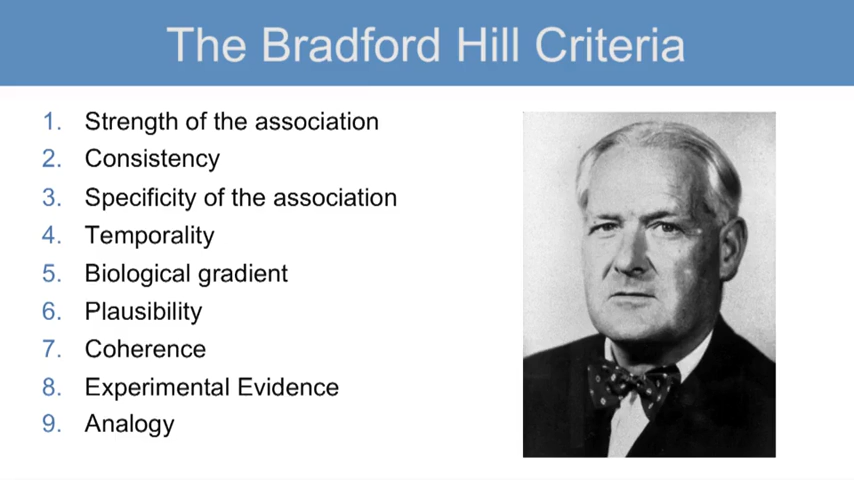 The Bradford Hill Criteria
1. Strength of the association
2. Consistency
3. Specificity of the association
4. Temporality
5. Biological gradient
6. Plausibility
7. Coherence
8. Experimental Evidence
9. Analogy